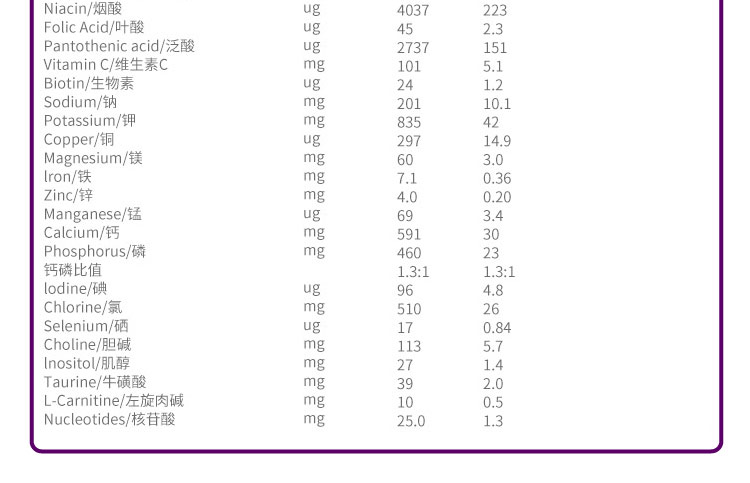 Niacin/烟酸 ug 4037 223
Folic Acid/叶酸 ug 45 2.3
Pantothenic acid/泛酸 ug 2737 151
Vitamin C/维生素C mg 101 5.1
Biotin/生物素 ug 24 1.2
Sodium/钠 mg 201 10.1
Potassium/钾 mg 835 42
Copper/铜 ug 297 14.9
Magnesium/镁 mg 60 3.0
lron/铁 mg 7.1 0.36
Zinc/锌 mg 4.0 0.20
Manganese/锰 ug 69 3.4
Calcium/钙 mg 591 30
Phosphorus/磷 mg 460 23
钙磷比值 1.3:1 1.3:1
lodine/碘 ug 96 4.8
Chlorine/氯 mg 510 26
Selenium/硒 ug 17 0.84
Choline/胆碱 mg 113 5.7
lnositol/肌醇 mg 27 1.4
Taurine/牛磺酸 mg 39 2.0
L-Carnitine/左旋肉碱 mg 10 0.5
Nucleotides/核苷酸 mg 25.0 1.3